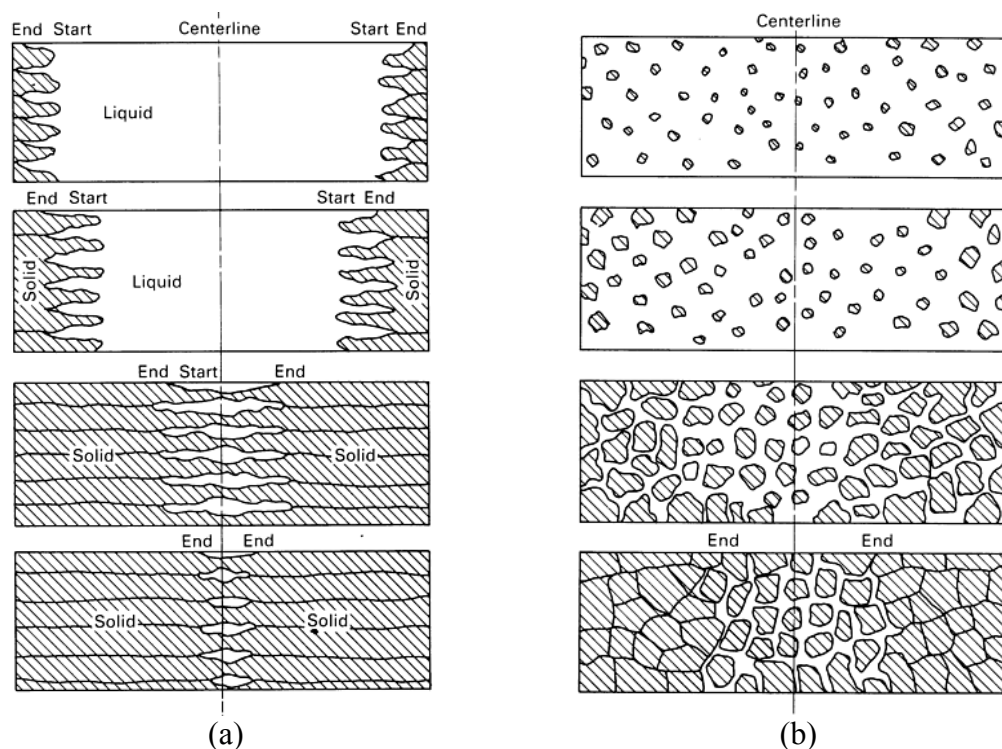 End Start Centerline Start End
Liquid
End Start Start End
Solid Liquid Solid
End Start End
Solid Solid
End End
Solid Solid
(a)
Centerline
End End
(b)